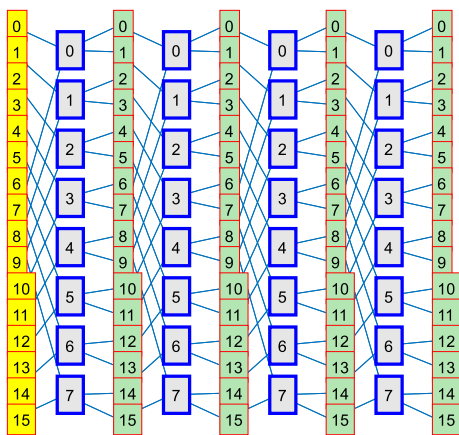 0 0 0 0 0
1 0 1 0 1 0 1 0 1
2 2 2 2 2
3 1 3 1 3 1 3 1 3
4 4 4 4 4
5 2 5 2 5 2 5 2 5
6 6 6 6 6
7 3 7 3 7 3 7 3 7
8 4 8 4 8 4 8 4 8
9 9 9 9 9
10 5 10 5 10 5 10 5 10
11 11 11 11 11
12 6 12 6 12 6 12 6 12
13 13 13 13 13
14 7 14 7 14 7 14 7 14
15 15 15 15 15